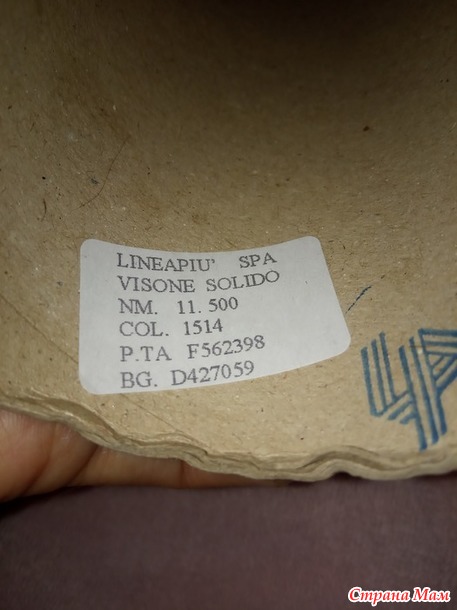 LINEAPIU' SPA
VISONE SOLIDO
NM. 11.500
COL. 1514
P.TA F562398
BG. D427059
Страна Мам